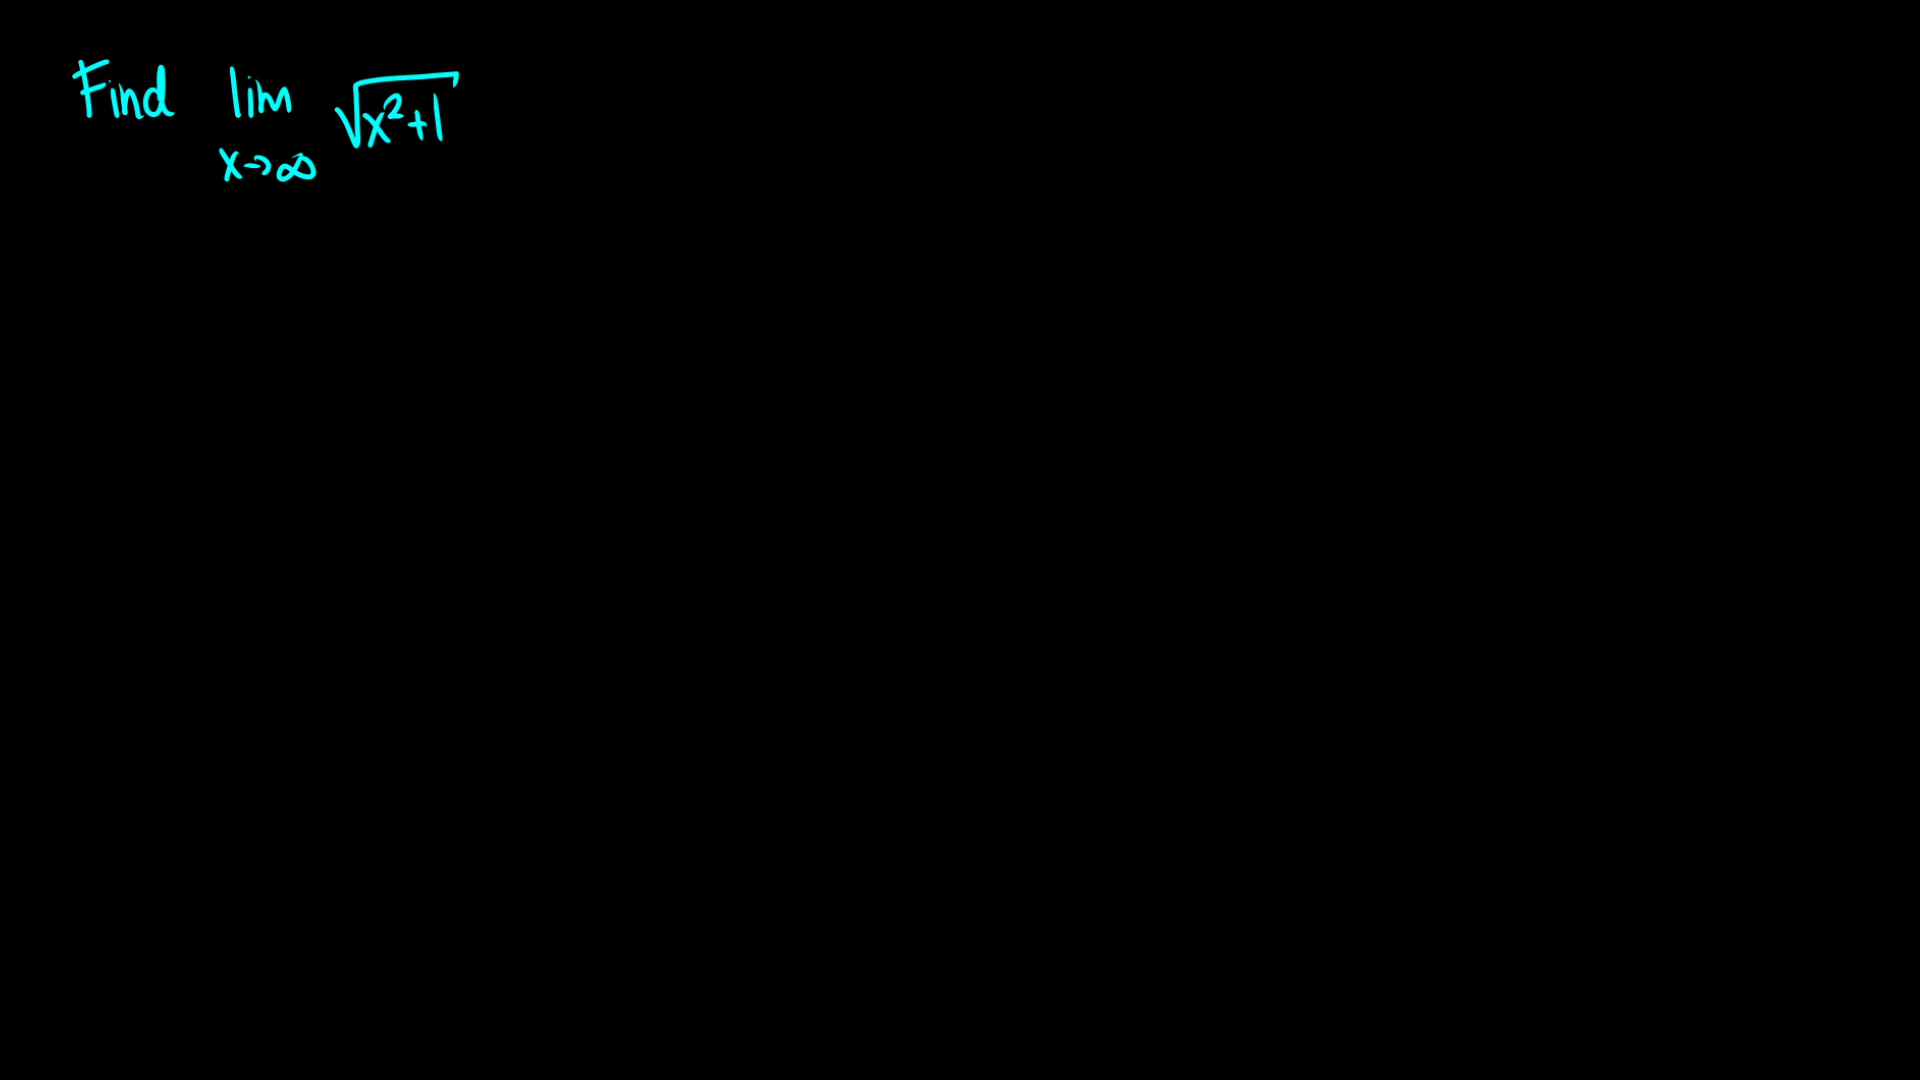 Find lim √(x²+1)
x→∞